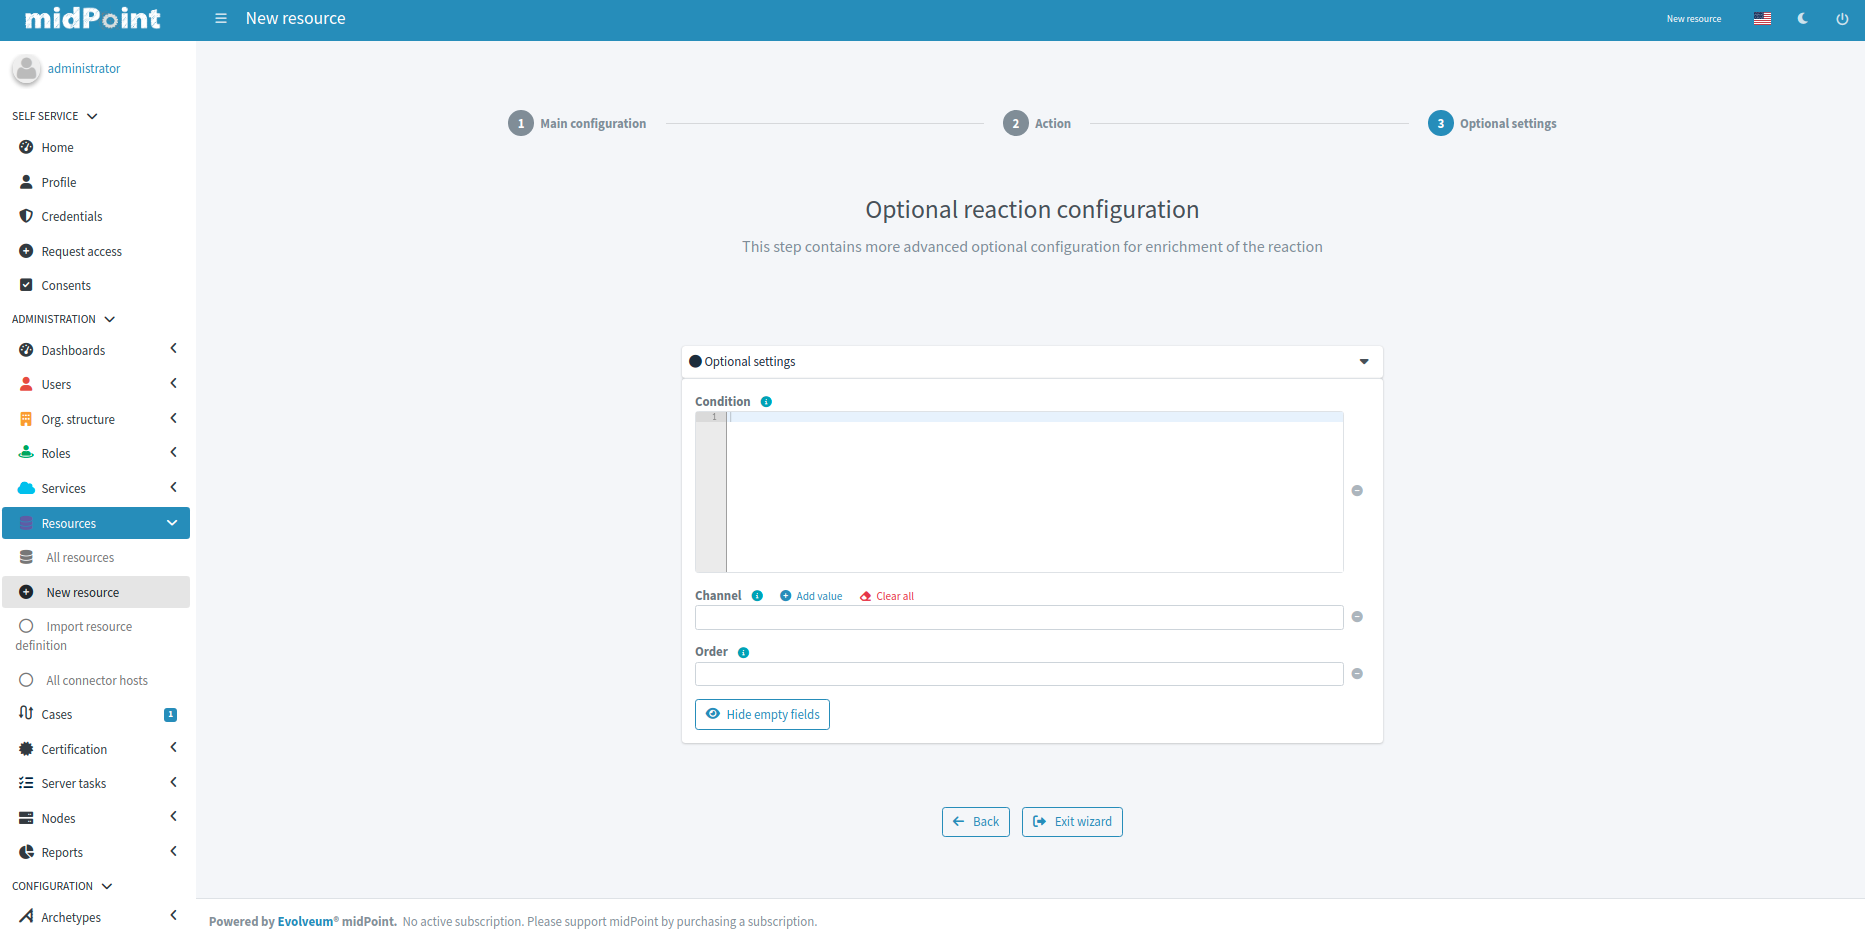 midPoint
New resource
New resource
administrator
SELF SERVICE
Home
Profile
Credentials
Request access
Consents
ADMINISTRATION
Dashboards
Users
Org. structure
Roles
Services
Resources
All resources
New resource
Import resource
definition
All connector hosts
Cases 1
Certification
Server tasks
Nodes
Reports
CONFIGURATION
Archetypes
1 Main configuration
2 Action
3 Optional settings
Optional reaction configuration
This step contains more advanced optional configuration for enrichment of the reaction
Optional settings
Condition
1
Channel Add value Clear all
Order
Hide empty fields
Back Exit wizard
Powered by Evolveum® midPoint. No active subscription. Please support midPoint by purchasing a subscription.